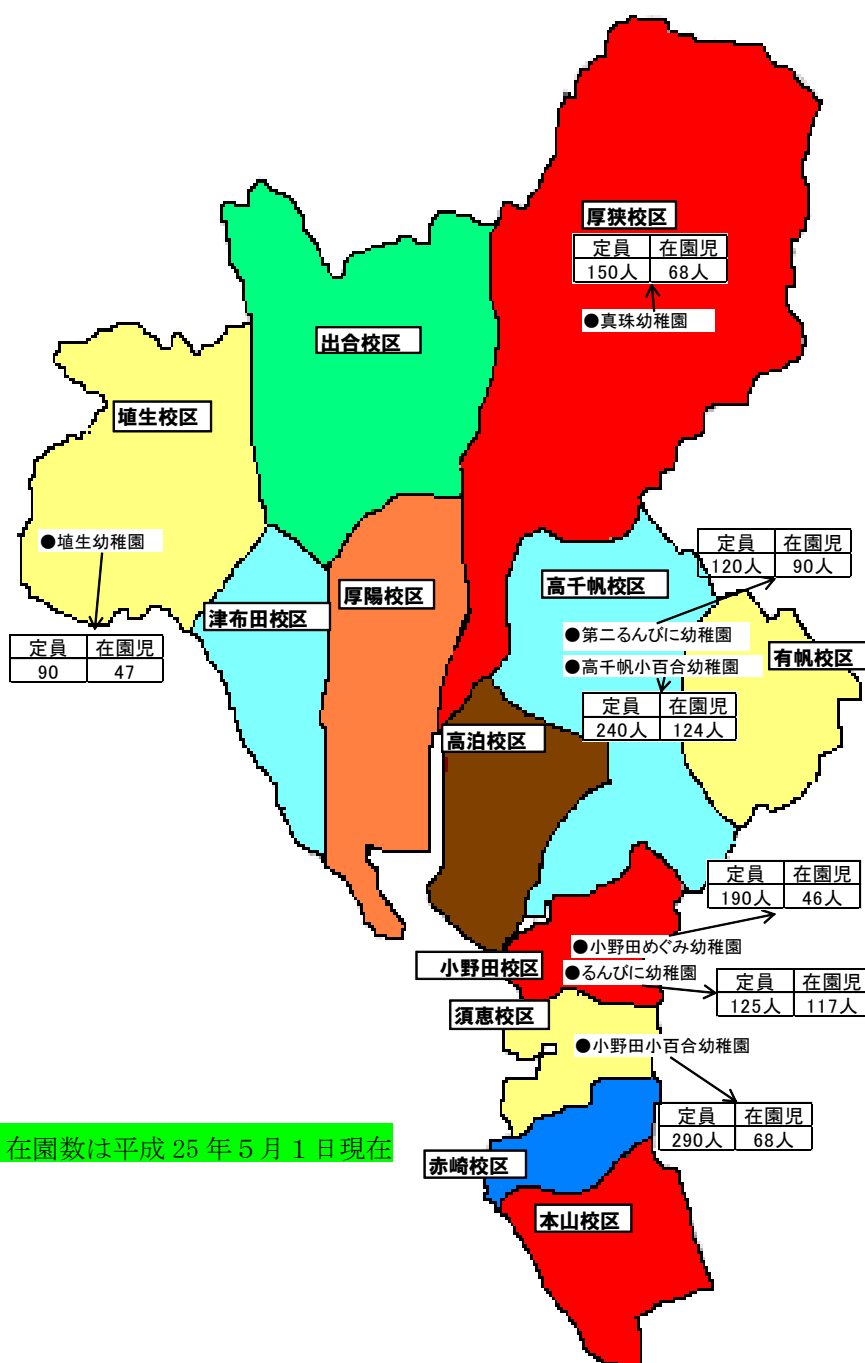 厚狭校区
定員 在園児
150人 68人
●真珠幼稚園
出合校区
埴生校区
●埴生幼稚園
定員 在園児
90 47
津布田校区
厚陽校区
高千帆校区
定員 在園児
120人 90人
●第二るんびに幼稚園
●高千帆小百合幼稚園
有帆校区
定員 在園児
240人 124人
高泊校区
定員 在園児
190人 46人
●小野田めぐみ幼稚園
小野田校区
●るんびに幼稚園
定員 在園児
125人 117人
須恵校区
●小野田小百合幼稚園
定員 在園児
290人 68人
在園数は平成 25 年 5 月 1 日現在
赤崎校区
本山校区